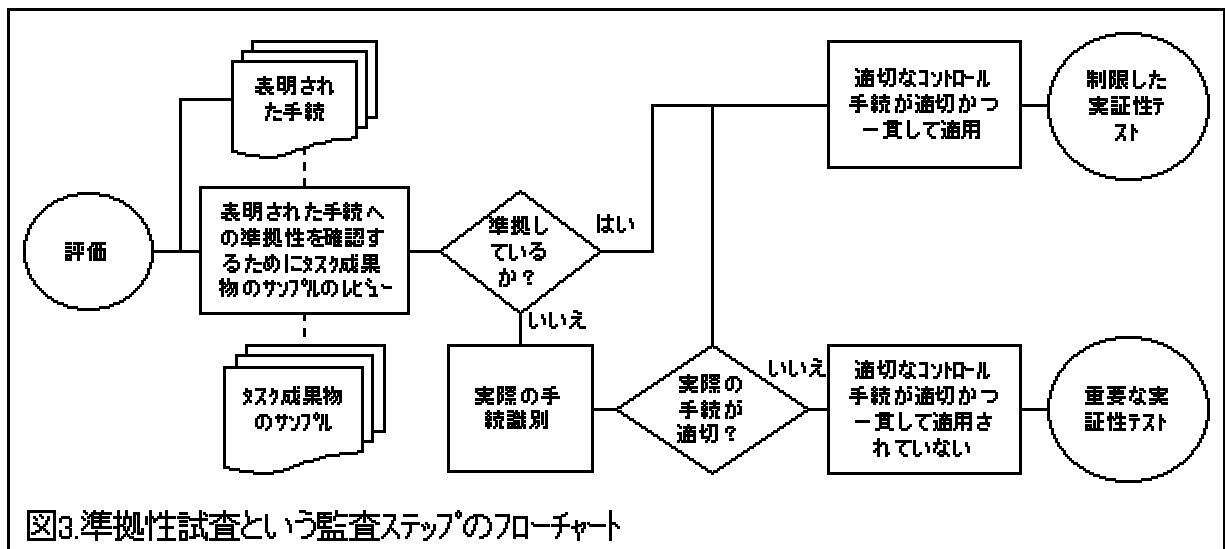 表明され
た手続
評価
表明された手続へ
の準拠性を確認す
るためにﾀｽｸ成果
物のｻﾝﾌﾟﾙのﾚﾋﾞｭｰ
ﾀｽｸ成果物
のｻﾝﾌﾟﾙ
準拠し
ている
か？
はい
いいえ
実際の手
続識別
実際の
手続が
適切？
いいえ
適切なｺﾝﾄﾛｰﾙ
手続が適切かつ
一貫して適用
制限した
実証性ﾃ
ｽﾄ
適切なｺﾝﾄﾛｰﾙ
手続が適切かつ
一貫して適用さ
れていない
重要な実
証性ﾃｽﾄ
図3.準拠性試査という監査ｽﾃｯﾌﾟのﾌﾛｰﾁｬｰﾄ